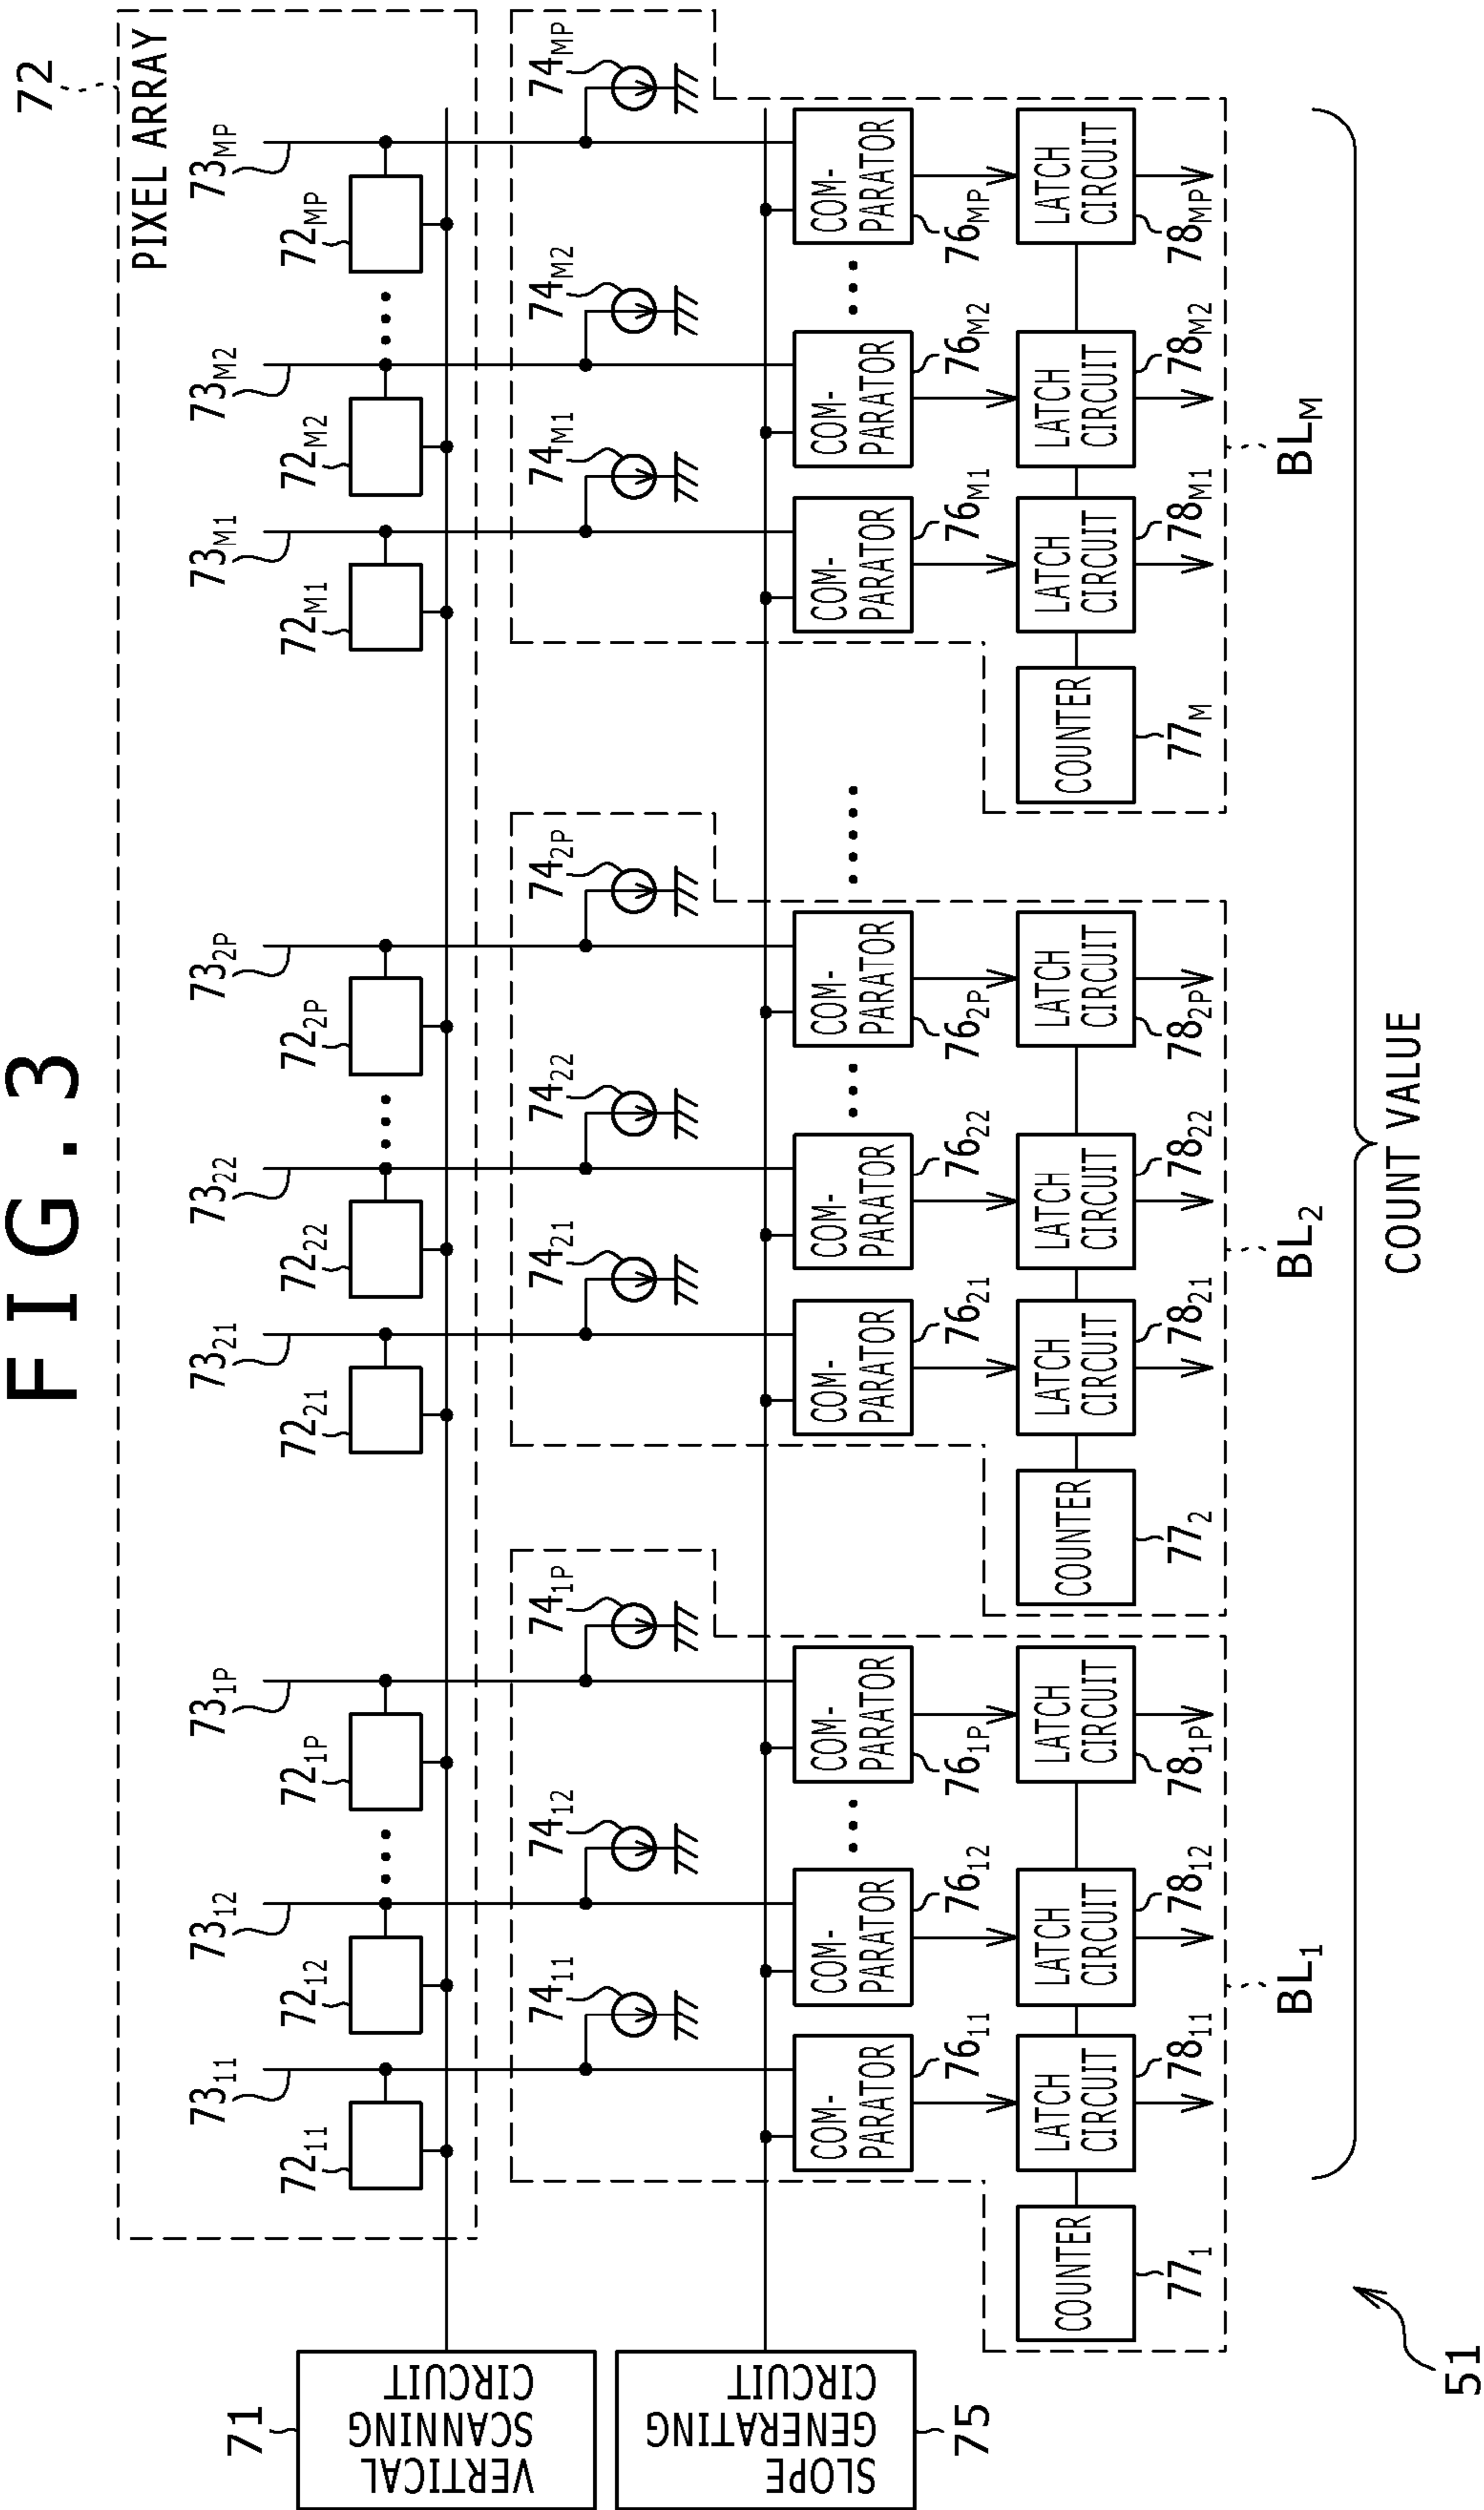 FIG.3
72
PIXEL ARRAY
73₁₁ 73₁₂ 73₁P 73₂₁ 73₂₂ 73₂P 73M1 73M2 73MP
72₁₁ 72₁₂ 72₁P 72₂₁ 72₂₂ 72₂P 72M1 72M2 72MP
71
VERTICAL
SCANNING
CIRCUIT
74₁₁ 74₁₂ 74₁P 74₂₁ 74₂₂ 74₂P 74M1 74M2 74MP
SLOPE
GENERATING
CIRCUIT
75
COM-
PARATOR
COM-
PARATOR
COM-
PARATOR
COM-
PARATOR
COM-
PARATOR
COM-
PARATOR
COM-
PARATOR
COM-
PARATOR
COM-
PARATOR
76₁₁ 76₁₂ 76₁P 76₂₁ 76₂₂ 76₂P 76M1 76M2 76MP
COUNTER
LATCH
CIRCUIT
LATCH
CIRCUIT
LATCH
CIRCUIT
COUNTER
LATCH
CIRCUIT
LATCH
CIRCUIT
LATCH
CIRCUIT
COUNTER
LATCH
CIRCUIT
LATCH
CIRCUIT
LATCH
CIRCUIT
77₁ 78₁₁ 78₁₂ 78₁P 77₂ 78₂₁ 78₂₂ 78₂P 77M 78M1 78M2 78MP
BL₁ BL₂ BLM
COUNT VALUE
51